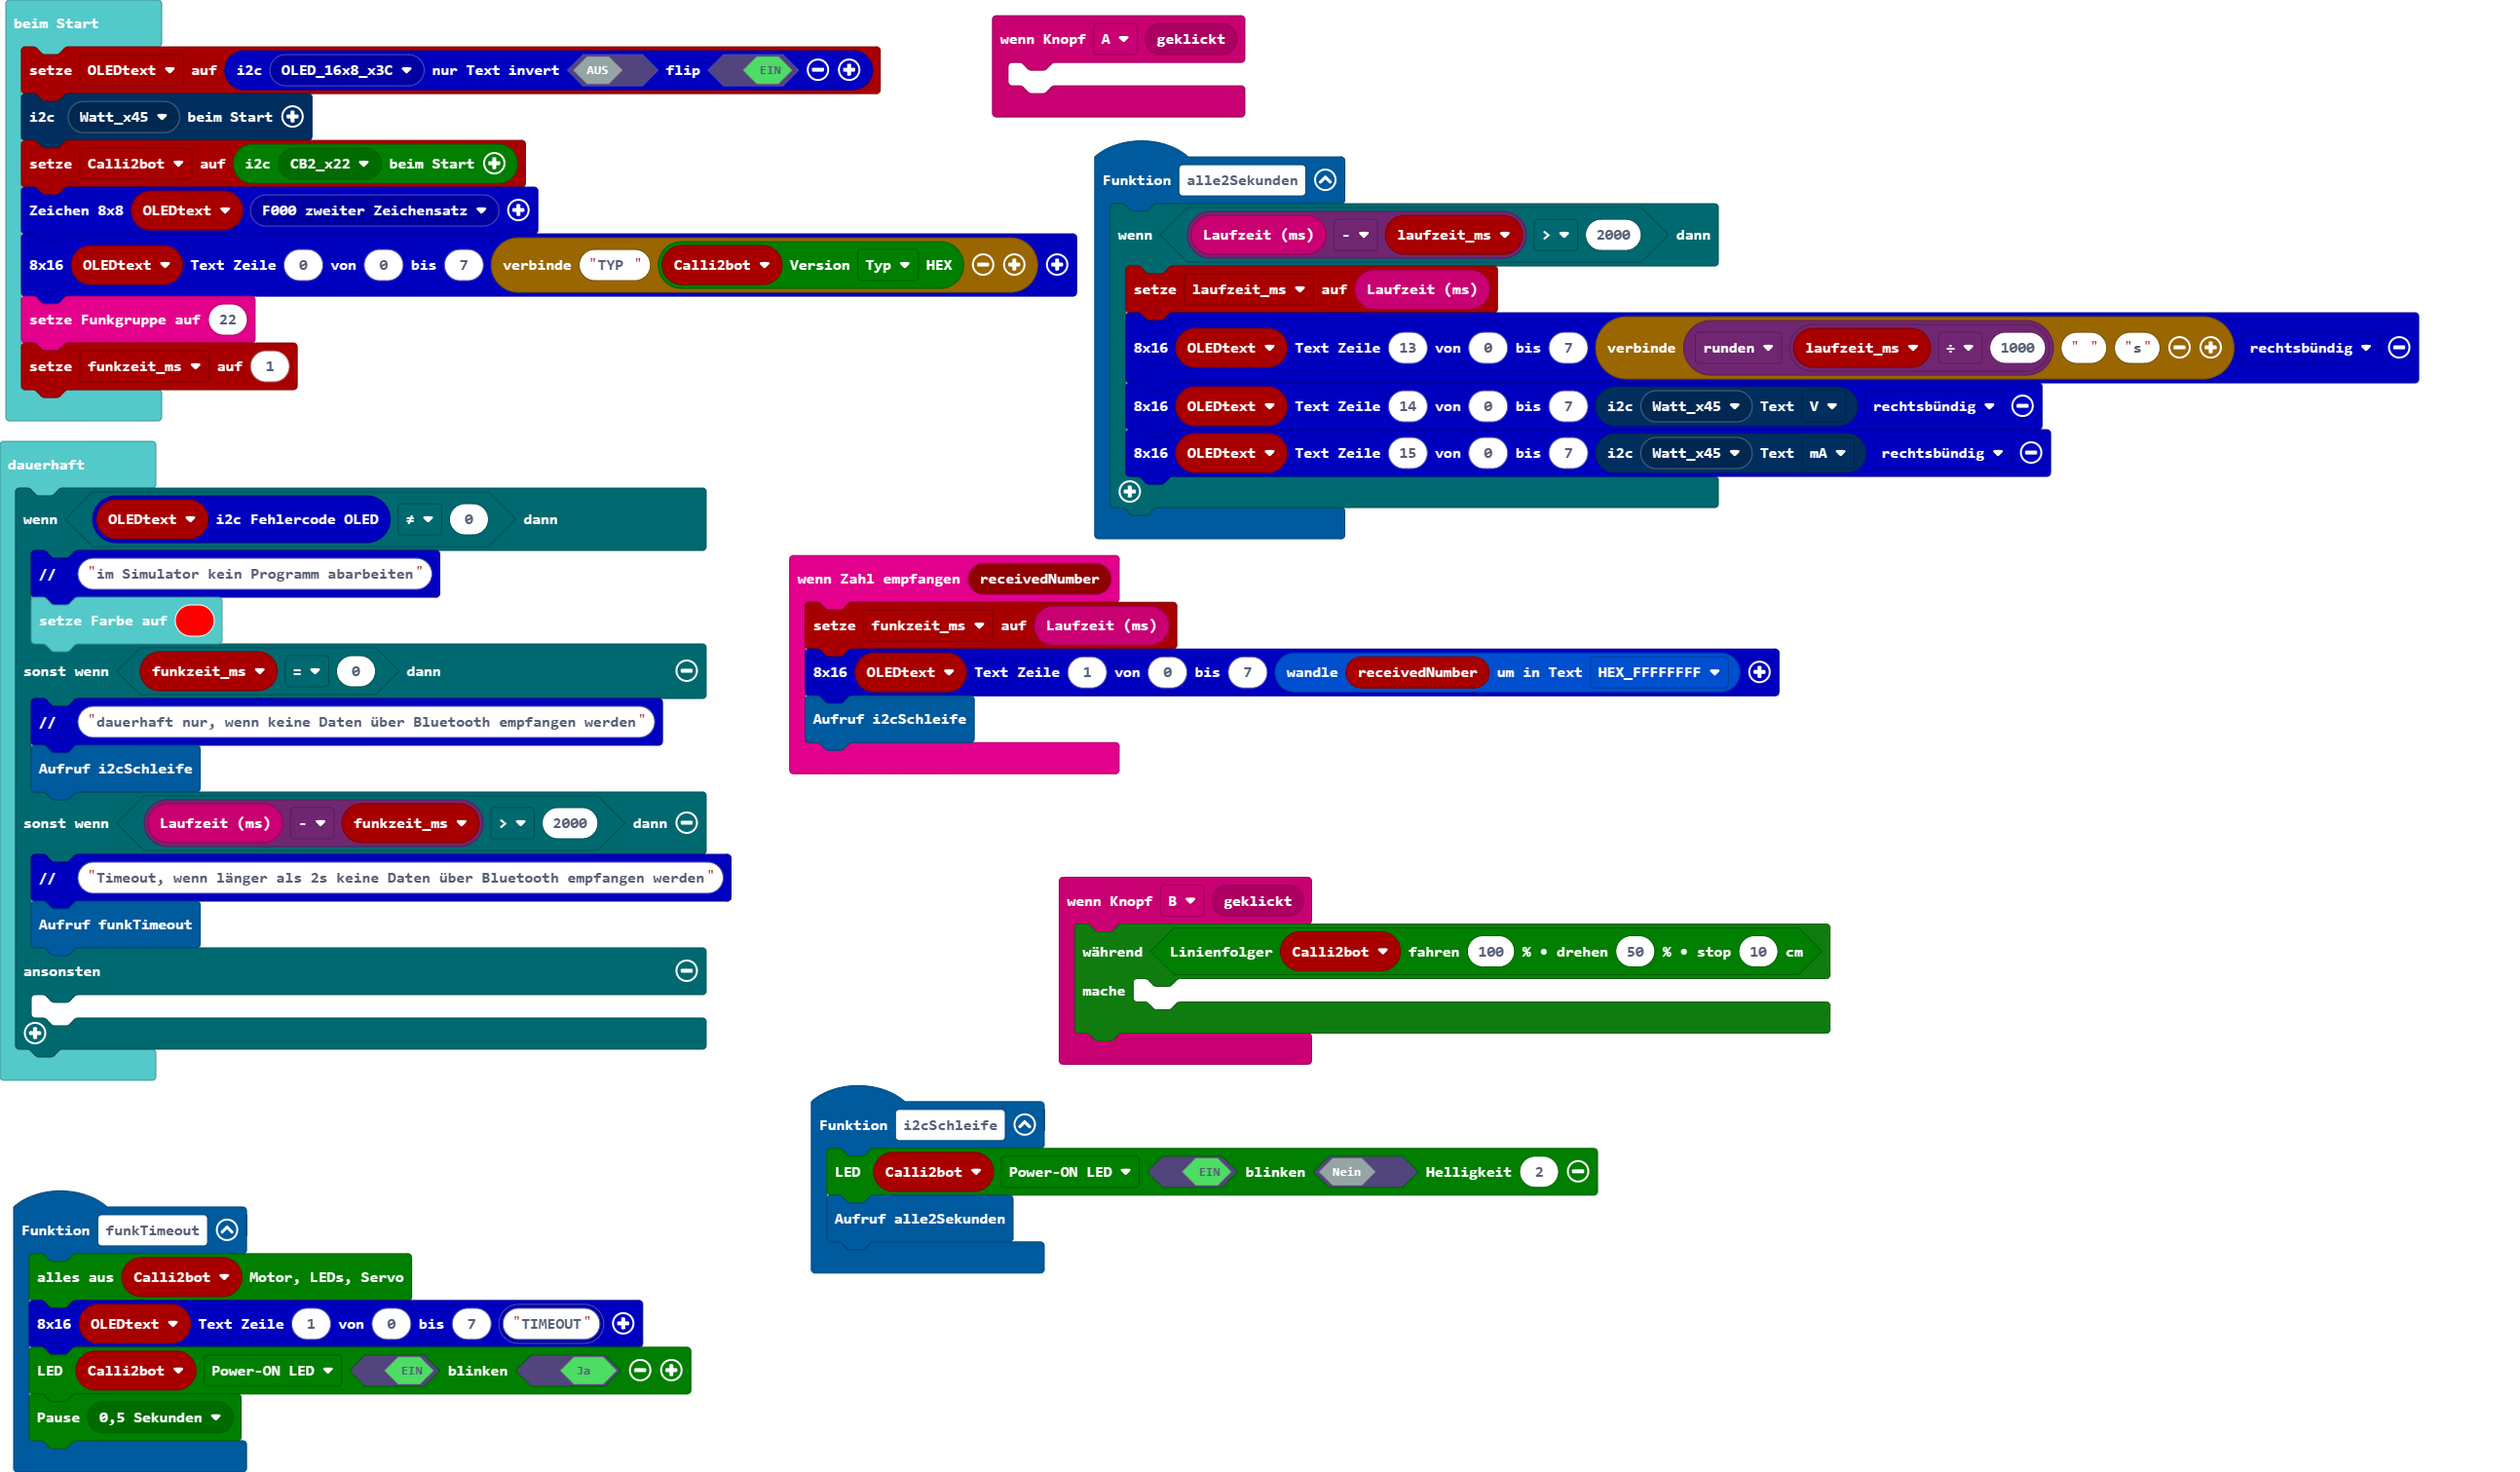 beim Start
setze OLEDtext auf i2c OLED_16x8_x3C nur Text invert AUS flip EIN
i2c Watt_x45 beim Start
setze Calli2bot auf i2c CB2_x22 beim Start
Zeichen 8x8 OLEDtext F000 zweiter Zeichensatz
8x16 OLEDtext Text Zeile 0 von 0 bis 7 verbinde "TYP " Calli2bot Version Typ HEX
setze Funkgruppe auf 22
setze funkzeit_ms auf 1
wenn Knopf A geklickt
Funktion alle2Sekunden
wenn Laufzeit (ms) - laufzeit_ms > 2000 dann
setze laufzeit_ms auf Laufzeit (ms)
8x16 OLEDtext Text Zeile 13 von 0 bis 7 verbinde runden laufzeit_ms ÷ 1000 " " "s" rechtsbündig
8x16 OLEDtext Text Zeile 14 von 0 bis 7 i2c Watt_x45 Text V rechtsbündig
8x16 OLEDtext Text Zeile 15 von 0 bis 7 i2c Watt_x45 Text mA rechtsbündig
dauerhaft
wenn OLEDtext i2c Fehlercode OLED ≠ 0 dann
// "im Simulator kein Programm abarbeiten"
setze Farbe auf
sonst wenn funkzeit_ms = 0 dann
// "dauerhaft nur, wenn keine Daten über Bluetooth empfangen werden"
Aufruf i2cSchleife
sonst wenn Laufzeit (ms) - funkzeit_ms > 2000 dann
// "Timeout, wenn länger als 2s keine Daten über Bluetooth empfangen werden"
Aufruf funkTimeout
ansonsten
wenn Zahl empfangen receivedNumber
setze funkzeit_ms auf Laufzeit (ms)
8x16 OLEDtext Text Zeile 1 von 0 bis 7 wandle receivedNumber um in Text HEX_FFFFFFFF
Aufruf i2cSchleife
wenn Knopf B geklickt
während Linienfolger Calli2bot fahren 100 % • drehen 50 % • stop 10 cm
mache
Funktion i2cSchleife
LED Calli2bot Power-ON LED EIN blinken Nein Helligkeit 2
Aufruf alle2Sekunden
Funktion funkTimeout
alles aus Calli2bot Motor, LEDs, Servo
8x16 OLEDtext Text Zeile 1 von 0 bis 7 "TIMEOUT"
LED Calli2bot Power-ON LED EIN blinken Ja
Pause 0,5 Sekunden